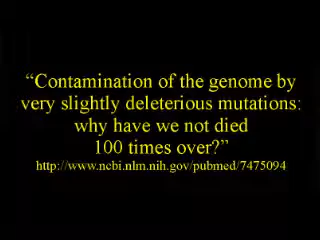 “Contamination of the genome by
very slightly deleterious mutations:
why have we not died
100 times over?”
http://www.ncbi.nlm.nih.gov/pubmed/7475094